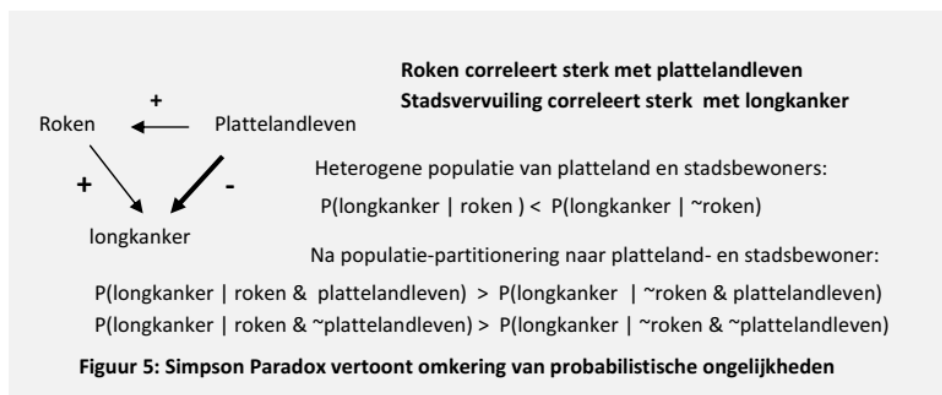 Roken correleert sterk met plattelandleven
Stadsvervuiling correleert sterk met longkanker
+
Roken Plattelandleven
+ -
longkanker
Heterogene populatie van platteland en stadsbewoners:
P(longkanker | roken ) < P(longkanker | ~roken)
Na populatie-partitionering naar platteland- en stadsbewoner:
P(longkanker | roken & plattelandleven) > P(longkanker | ~roken & plattelandleven)
P(longkanker | roken & ~plattelandleven) > P(longkanker | ~roken & ~plattelandleven)
Figuur 5: Simpson Paradox vertoont omkering van probabilistische ongelijkheden